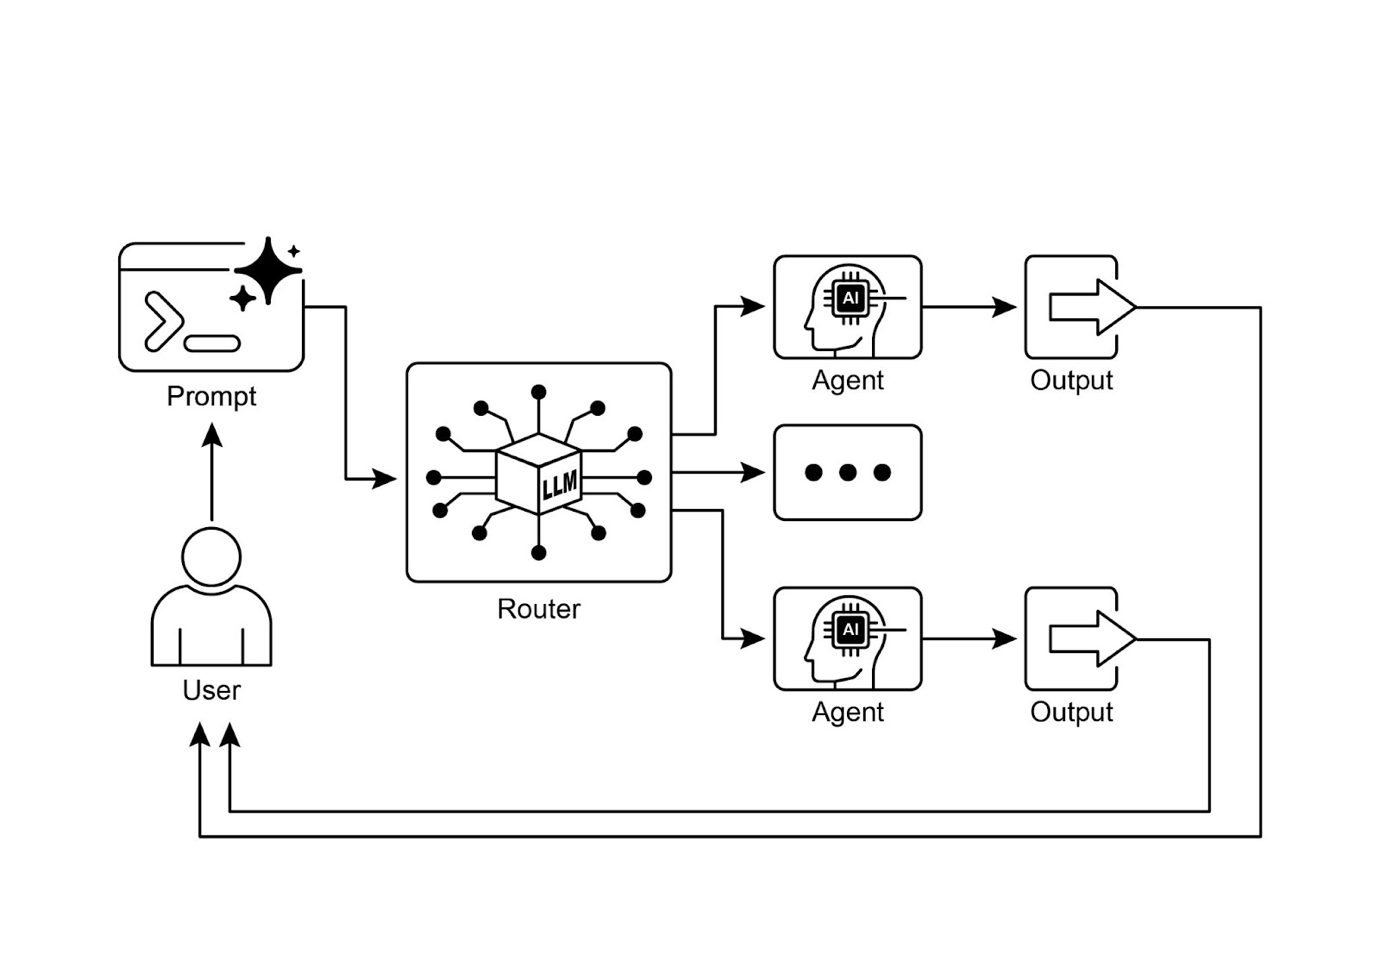 AI
Agent
Output
Prompt
LLM
Router
AI
Agent
Output
User